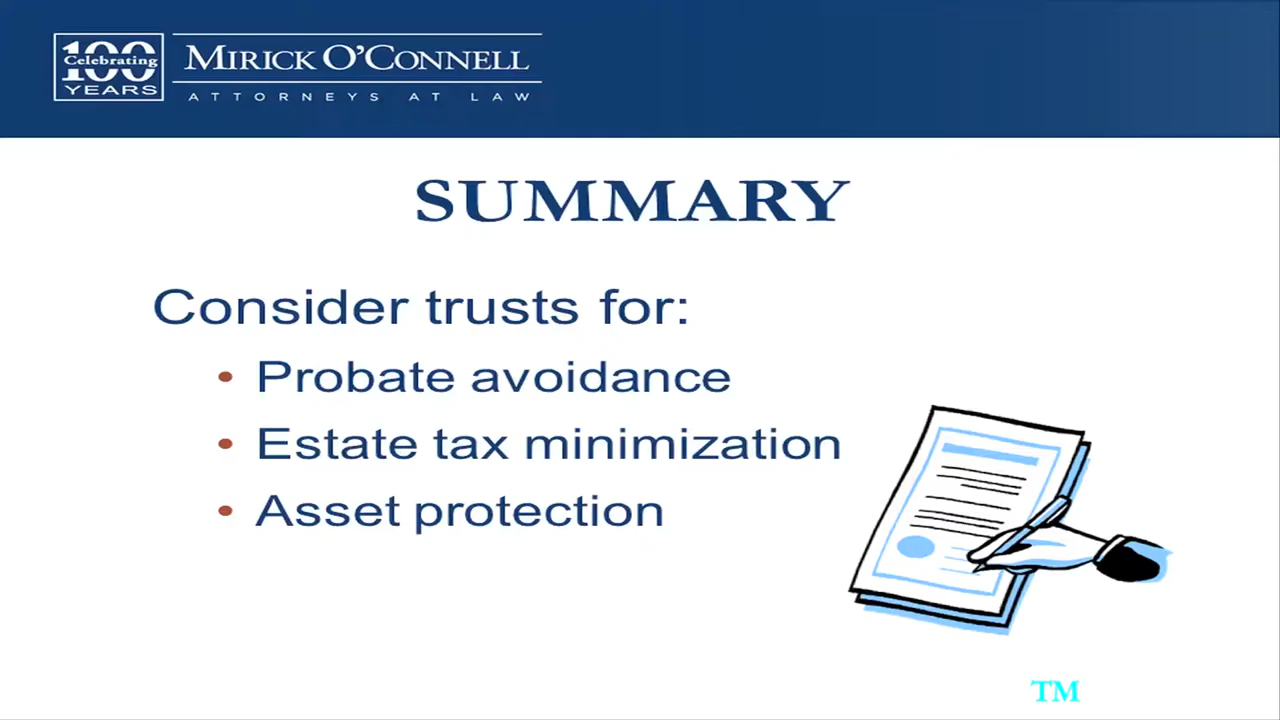 Celebrating
100
YEARS
MIRICK O'CONNELL
ATTORNEYS AT LAW
SUMMARY
Consider trusts for:
• Probate avoidance
• Estate tax minimization
• Asset protection
TM